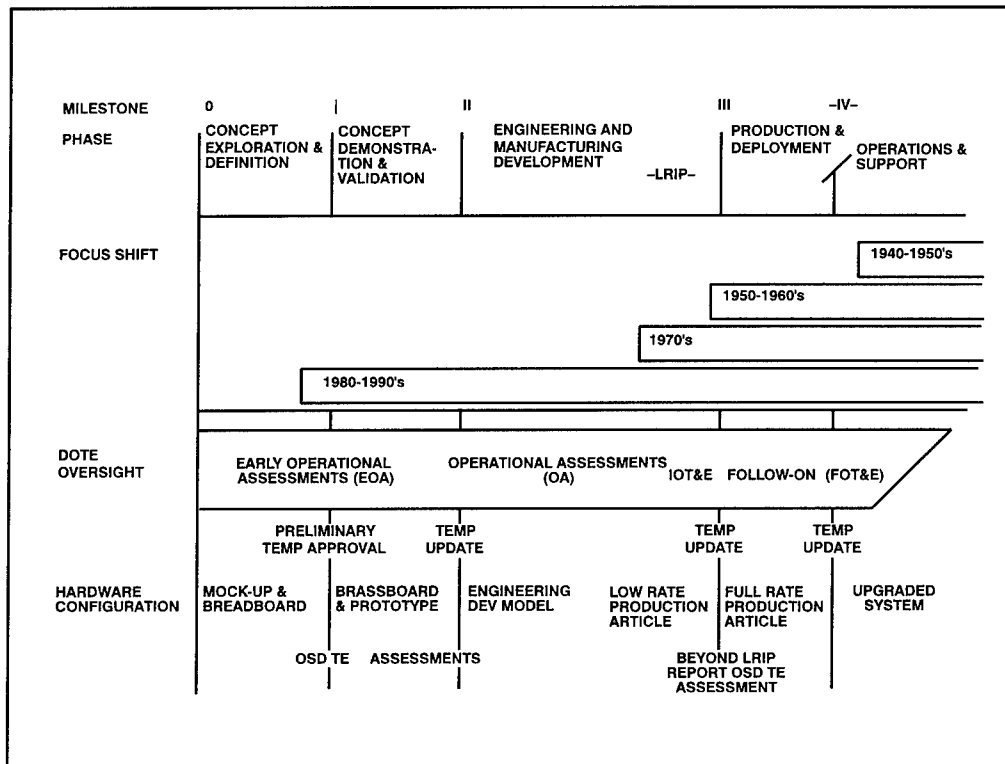 MILESTONE 0 I II III –IV–
PHASE
CONCEPT
EXPLORATION &
DEFINITION
CONCEPT
DEMONSTRA-
TION &
VALIDATION
ENGINEERING AND
MANUFACTURING
DEVELOPMENT
–LRIP–
PRODUCTION &
DEPLOYMENT
OPERATIONS &
SUPPORT
FOCUS SHIFT
1940-1950's
1950-1960's
1970's
1980-1990's
DOTE
OVERSIGHT
EARLY OPERATIONAL
ASSESSMENTS (EOA)
OPERATIONAL ASSESSMENTS
(OA)
IOT&E FOLLOW-ON (FOT&E)
PRELIMINARY
TEMP APPROVAL
TEMP
UPDATE
TEMP
UPDATE
TEMP
UPDATE
HARDWARE
CONFIGURATION
MOCK-UP &
BREADBOARD
BRASSBOARD
& PROTOTYPE
ENGINEERING
DEV MODEL
LOW RATE
PRODUCTION
ARTICLE
FULL RATE
PRODUCTION
ARTICLE
UPGRADED
SYSTEM
OSD TE ASSESSMENTS
BEYOND LRIP
REPORT OSD TE
ASSESSMENT